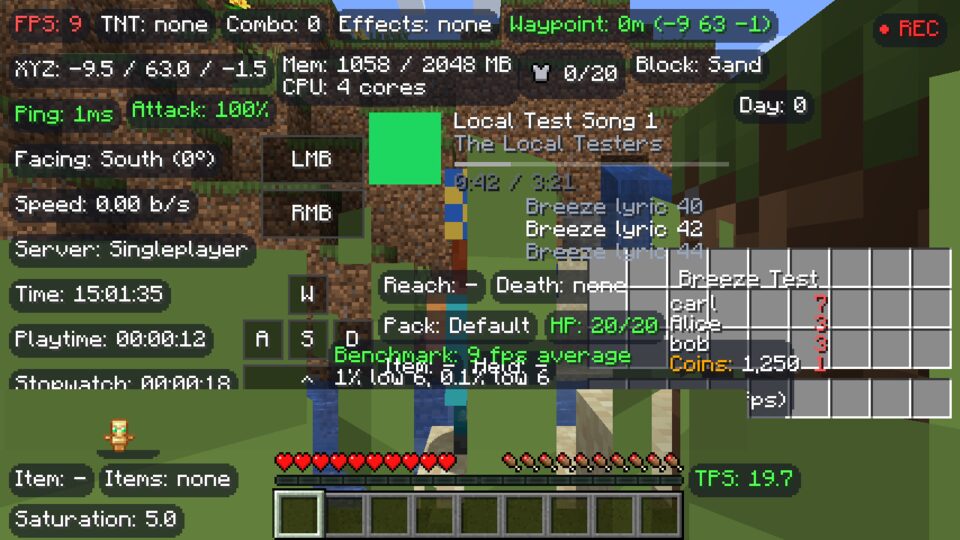 FPS: 9 TNT: none Combo: 0 Effects: none Waypoint: 0m (-9 63 -1) REC
XYZ: -9.5 / 63.0 / -1.5 Mem: 1058 / 2048 MB 0/20 Block: Sand
CPU: 4 cores
Day: 0
Ping: 1ms Attack: 100%
Local Test Song 1
The Local Testers
Facing: South (0°) LMB
0:42 / 3:21
Speed: 0.00 b/s RMB
Breeze lyric 40
Breeze lyric 42
Breeze lyric 44
Server: Singleplayer
Breeze Test
Time: 15:01:35 W Reach: - Death: none
carl 7
Alice 3
Playtime: 00:00:12 A S D Pack: Default HP: 20/20
bob 3
Benchmark: 9 fps average
Coins: 1,250 1
Item: - Held: -
1% low 6, 0.1% low 6
Stopwatch: 00:00:18
ps)
Item: - Items: none TPS: 19.7
Saturation: 5.0